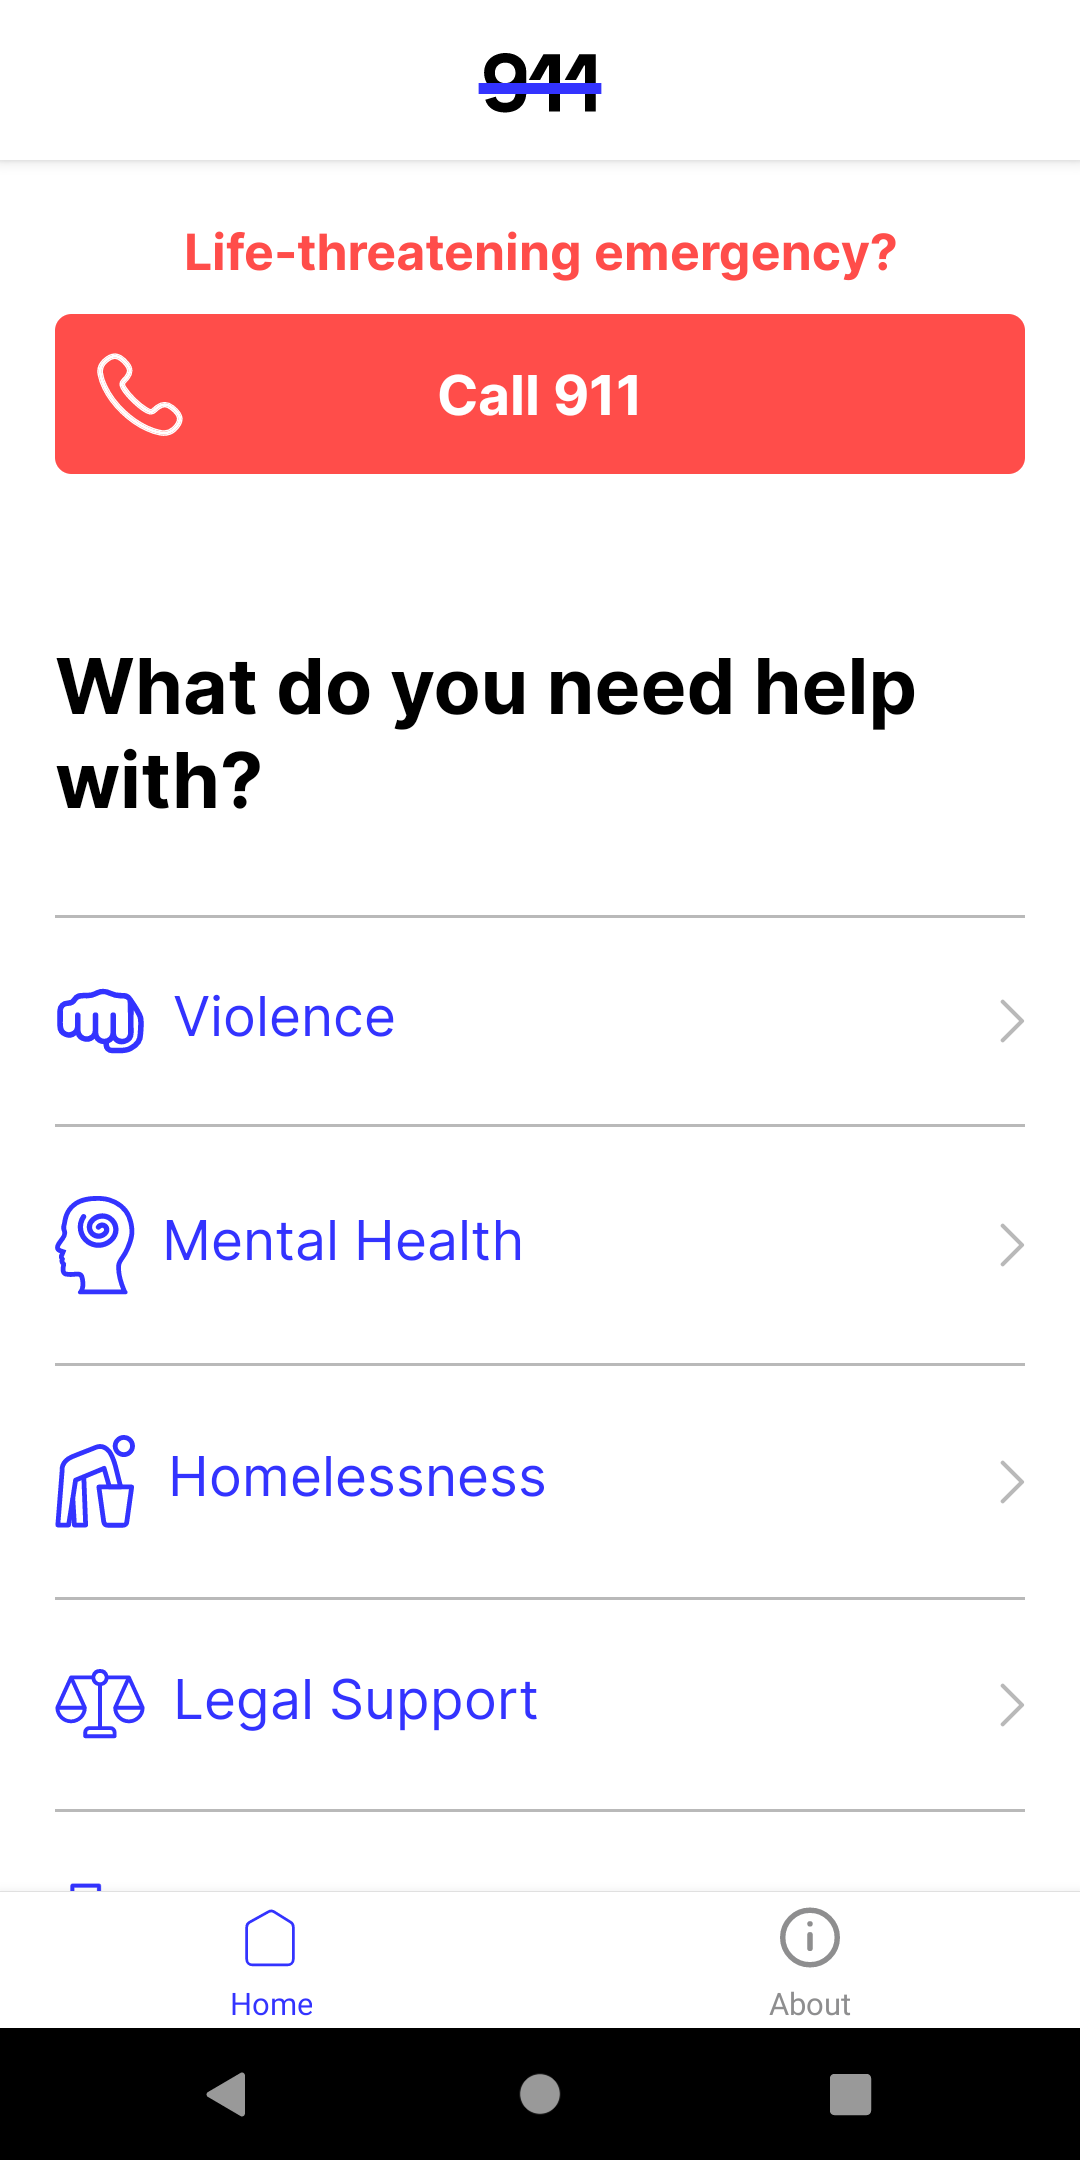 911
Life-threatening emergency?
Call 911
What do you need help
with?
Violence
Mental Health
Homelessness
Legal Support
Home
About